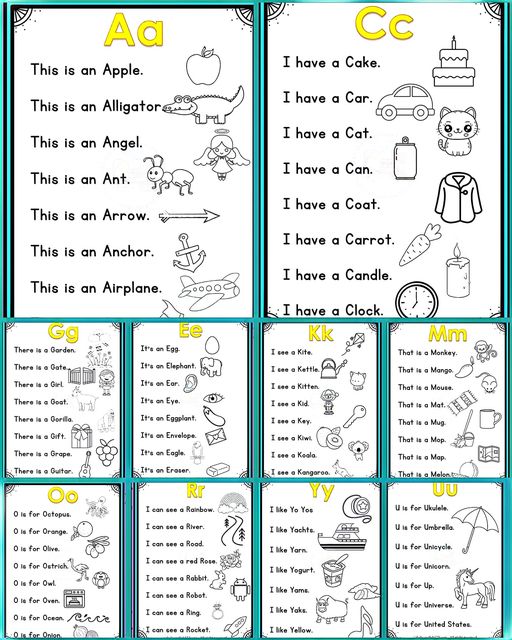 Aa
This is an Apple.
This is an Alligator
This is an Angel.
This is an Ant.
This is an Arrow.
This is an Anchor.
This is an Airplane.
Cc
I have a Cake.
I have a Car.
I have a Cat.
I have a Can.
I have a Coat.
I have a Carrot.
I have a Candle.
I have a Clock.
Gg
There is a Garden.
There is a Gate.
There is a Girl.
There is a Goat.
There is a Gorilla.
There is a Gift.
There is a Grape.
There is a Guitar.
Ee
It's an Egg.
It's an Elephant.
It's an Ear.
It's an Eye.
It's an Eggplant.
It's an Envelope.
It's an Eagle.
It's an Eraser.
Kk
I see a Kite.
I see a Kettle.
I see a Kitten.
I see a Kid.
I see a Key.
I see a Kiwi.
I see a Koala.
I see a Kangaroo.
Mm
That is a Monkey.
That is a Mango.
That is a Mouse.
That is a Mat.
That is a Mug.
That is a Mop.
That is a Map.
That is a Melon.
Oo
O is for Octopus.
O is for Orange.
O is for Olive.
O is for Ostrich.
O is for Owl.
O is for Oven.
O is for Ocean.
O is for Onion.
Rr
I can see a Rainbow.
I can see a River.
I can see a Road.
I can see a red Rose.
I can see a Rabbit.
I can see a Robot.
I can see a Ring.
I can see a Rocket.
Yy
I like Yo Yos
I like Yachts.
I like Yarn.
I like Yogurt.
I like Yams.
I like Yaks.
I like Yellow.
Uu
U is for Ukulele.
U is for Umbrella.
U is for Unicycle.
U is for Unicorn.
U is for Up.
U is for Universe.
U is for United States.